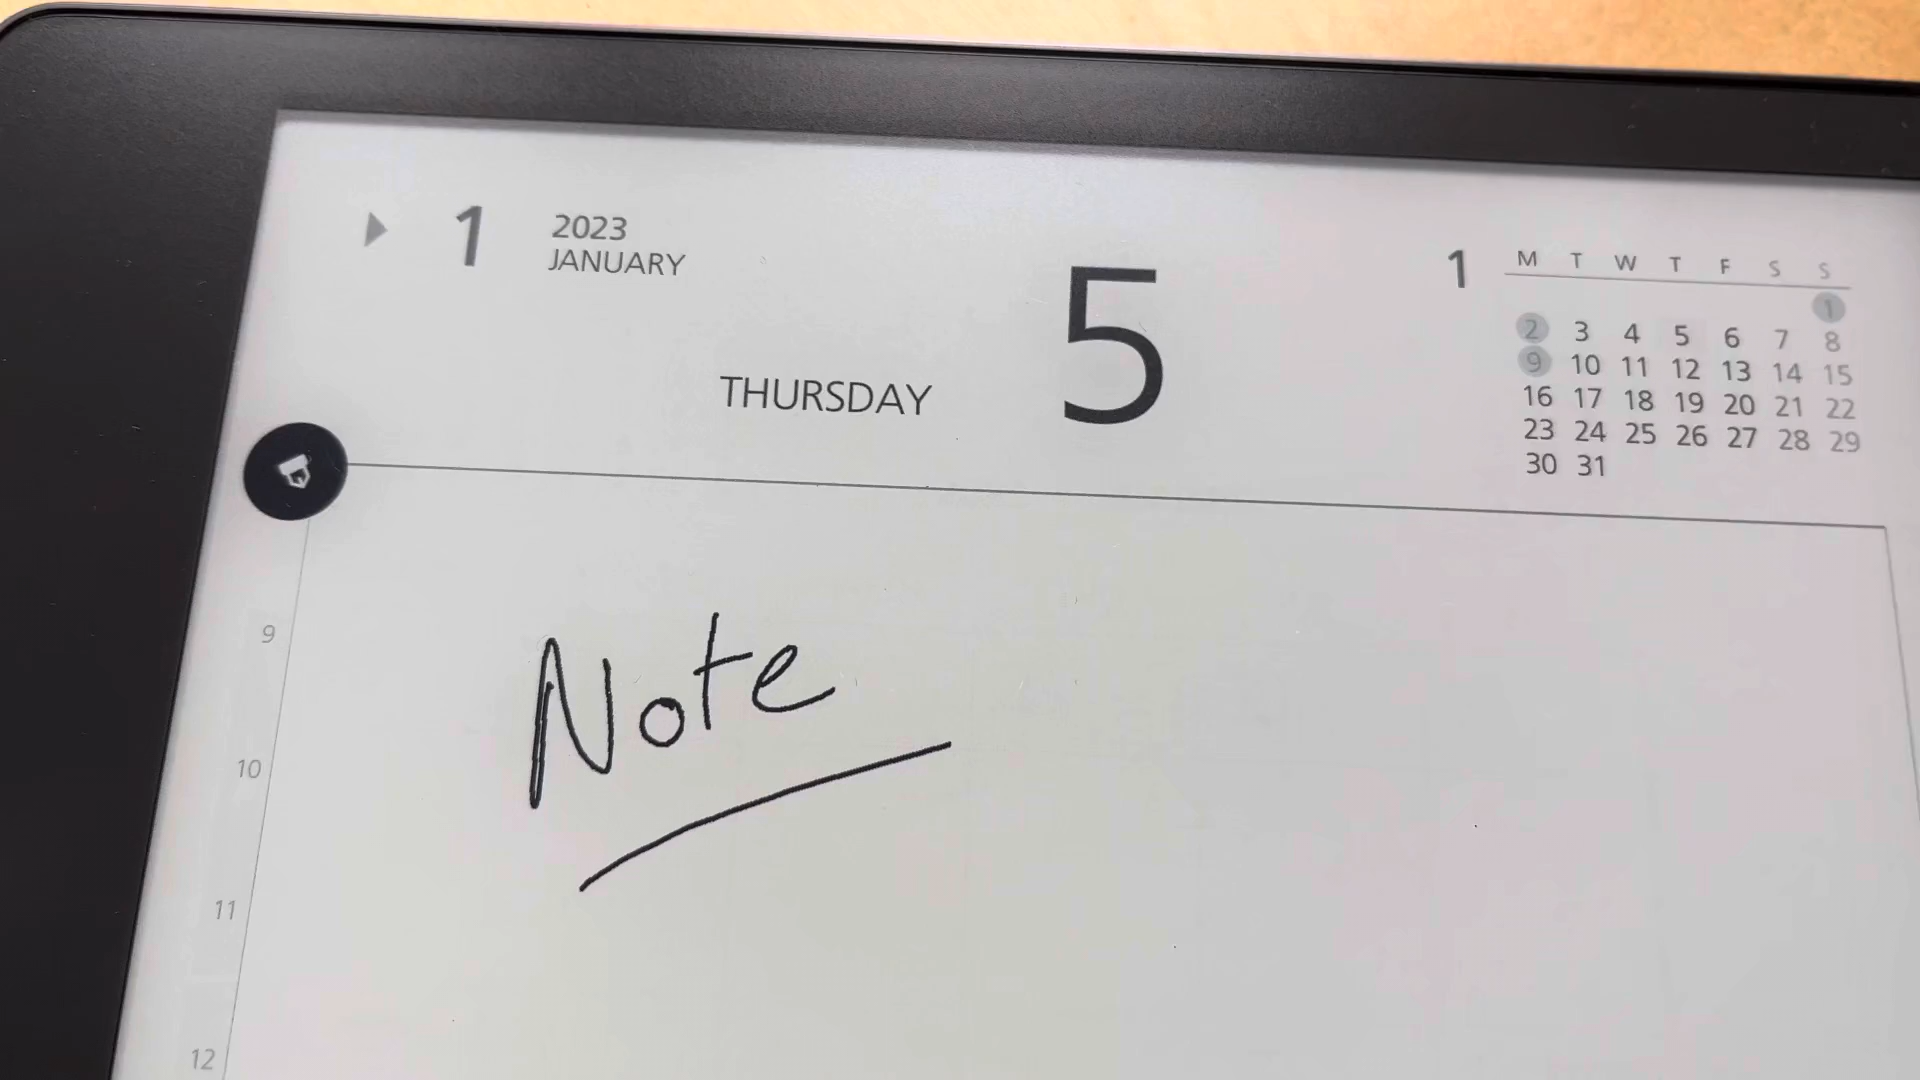 1 2023
JANUARY
THURSDAY 5
1 M T W T F S S
1
2 3 4 5 6 7 8
9 10 11 12 13 14 15
16 17 18 19 20 21 22
23 24 25 26 27 28 29
30 31
9
Note
10
11
12